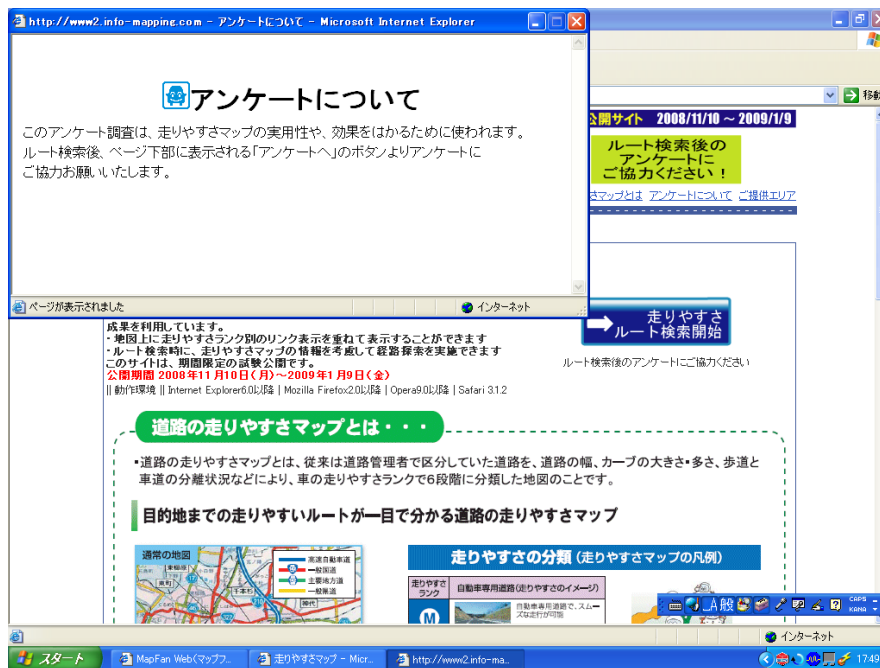 http://www2.info-mapping.com - アンケートについて - Microsoft Internet Explorer
アンケートについて
このアンケート調査は、走りやすさマップの実用性や、効果をはかるために使われます。
ルート検索後、ページ下部に表示される「アンケートへ」のボタンよりアンケートに
ご協力お願いいたします。
ページが表示されました
インターネット
移動
公開サイト 2008/11/10 ~ 2009/1/9
ルート検索後の
アンケートに
ご協力ください!
さマップとは アンケートについて ご提供エリア
走りやすさ
ルート検索開始
ルート検索後のアンケートにご協力ください
成果を利用しています。
・地図上に走りやすさランク別のリンク表示を重ねて表示することができます
・ルート検索時に、走りやすさマップの情報を考慮して経路探索を実施できます
このサイトは、期間限定の試験公開です。
公開期間 2008年11月10日(月)~2009年1月9日(金)
|| 動作環境 || Internet Explorer6.0以降 | Mozilla Firefox2.0以降 | Opera9.0以降 | Safari 3.1.2
道路の走りやすさマップとは・・・
・道路の走りやすさマップとは、従来は道路管理者で区分していた道路を、道路の幅、カーブの大きさ・多さ、歩道と
車道の分離状況などにより、車の走りやすさランクで6段階に分類した地図のことです。
目的地までの走りやすいルートが一目で分かる道路の走りやすさマップ
通常の地図
高速自動車道
一般国道
主要地方道
一般県道
走りやすさの分類 (走りやすさマップの凡例)
走りやすさ
ランク
自動車専用道路(走りやすさのイメージ)
M
自動車専用道路で、スムー
ズな走行が可能
A 般
CAPS
KANA
インターネット
スタート
MapFan Web(マップフ...
走りやすさマップ - Micr...
http://www2.info-ma...
17:49